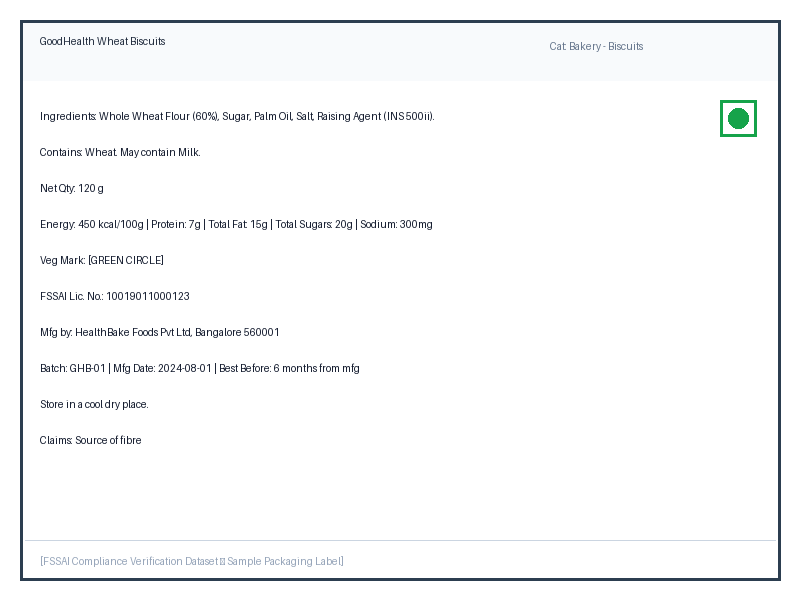 GoodHealth Wheat Biscuits
Cat: Bakery - Biscuits
Ingredients: Whole Wheat Flour (60%), Sugar, Palm Oil, Salt, Raising Agent (INS 500ii).
Contains: Wheat. May contain Milk.
Net Qty: 120 g
Energy: 450 kcal/100g | Protein: 7g | Total Fat: 15g | Total Sugars: 20g | Sodium: 300mg
Veg Mark: [GREEN CIRCLE]
FSSAI Lic. No.: 10019011000123
Mfg by: HealthBake Foods Pvt Ltd, Bangalore 560001
Batch: GHB-01 | Mfg Date: 2024-08-01 | Best Before: 6 months from mfg
Store in a cool dry place.
Claims: Source of fibre
[FSSAI Compliance Verification Dataset Sample Packaging Label]